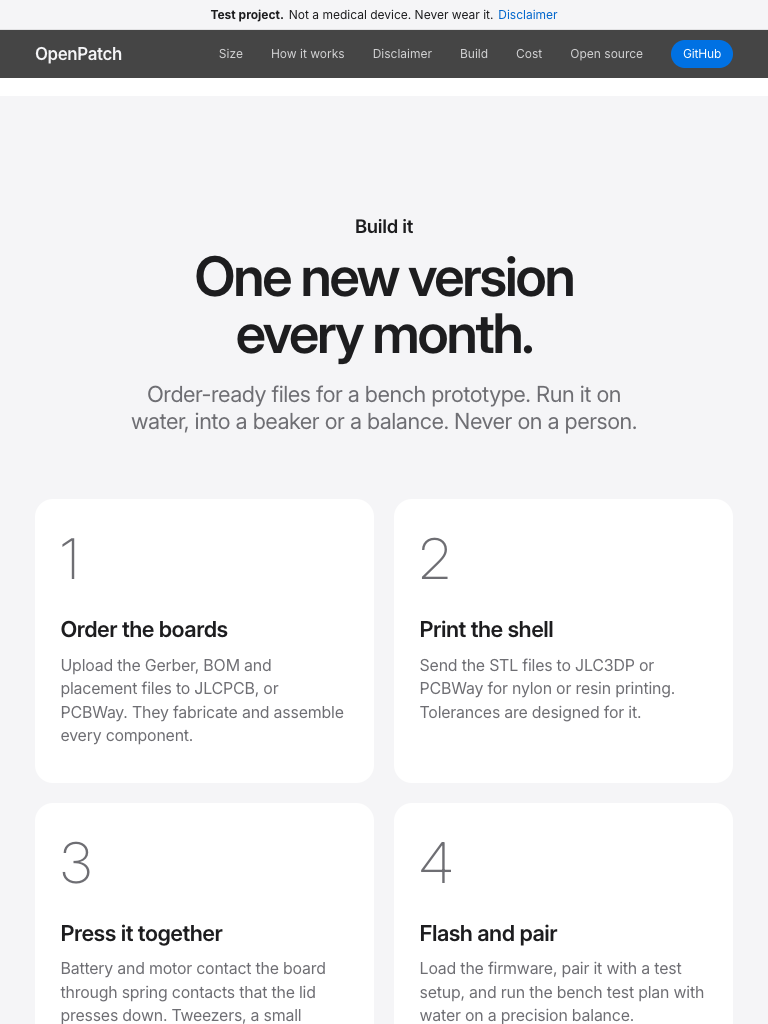 Test project. Not a medical device. Never wear it. Disclaimer
OpenPatch
Size
How it works
Disclaimer
Build
Cost
Open source
GitHub
Build it
One new version
every month.
Order-ready files for a bench prototype. Run it on
water, into a beaker or a balance. Never on a person.
1
Order the boards
Upload the Gerber, BOM and
placement files to JLCPCB, or
PCBWay. They fabricate and assemble
every component.
2
Print the shell
Send the STL files to JLC3DP or
PCBWay for nylon or resin printing.
Tolerances are designed for it.
3
Press it together
Battery and motor contact the board
through spring contacts that the lid
presses down. Tweezers, a small
4
Flash and pair
Load the firmware, pair it with a test
setup, and run the bench test plan with
water on a precision balance.